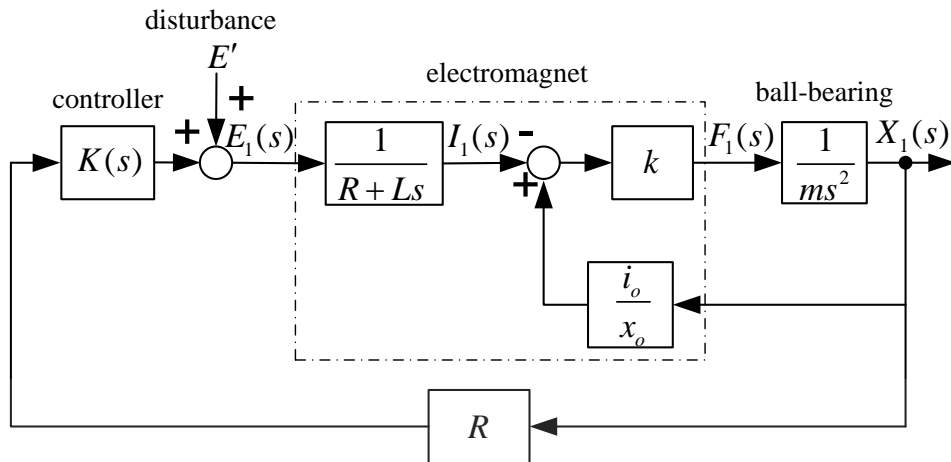 disturbance
E′
electromagnet
controller
ball-bearing
+
+
E₁(s)
I₁(s)
-
F₁(s)
X₁(s)
K(s)
1
R + Ls
+
k
1
ms²
iₒ
xₒ
R